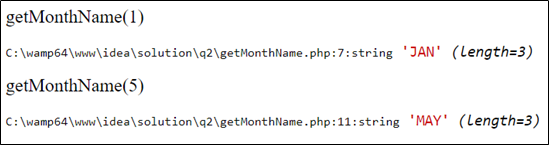 getMonthName(1)
C:\wamp64\www\idea\solution\q2\getMonthName.php:7:string 'JAN' (length=3)
getMonthName(5)
C:\wamp64\www\idea\solution\q2\getMonthName.php:11:string 'MAY' (length=3)